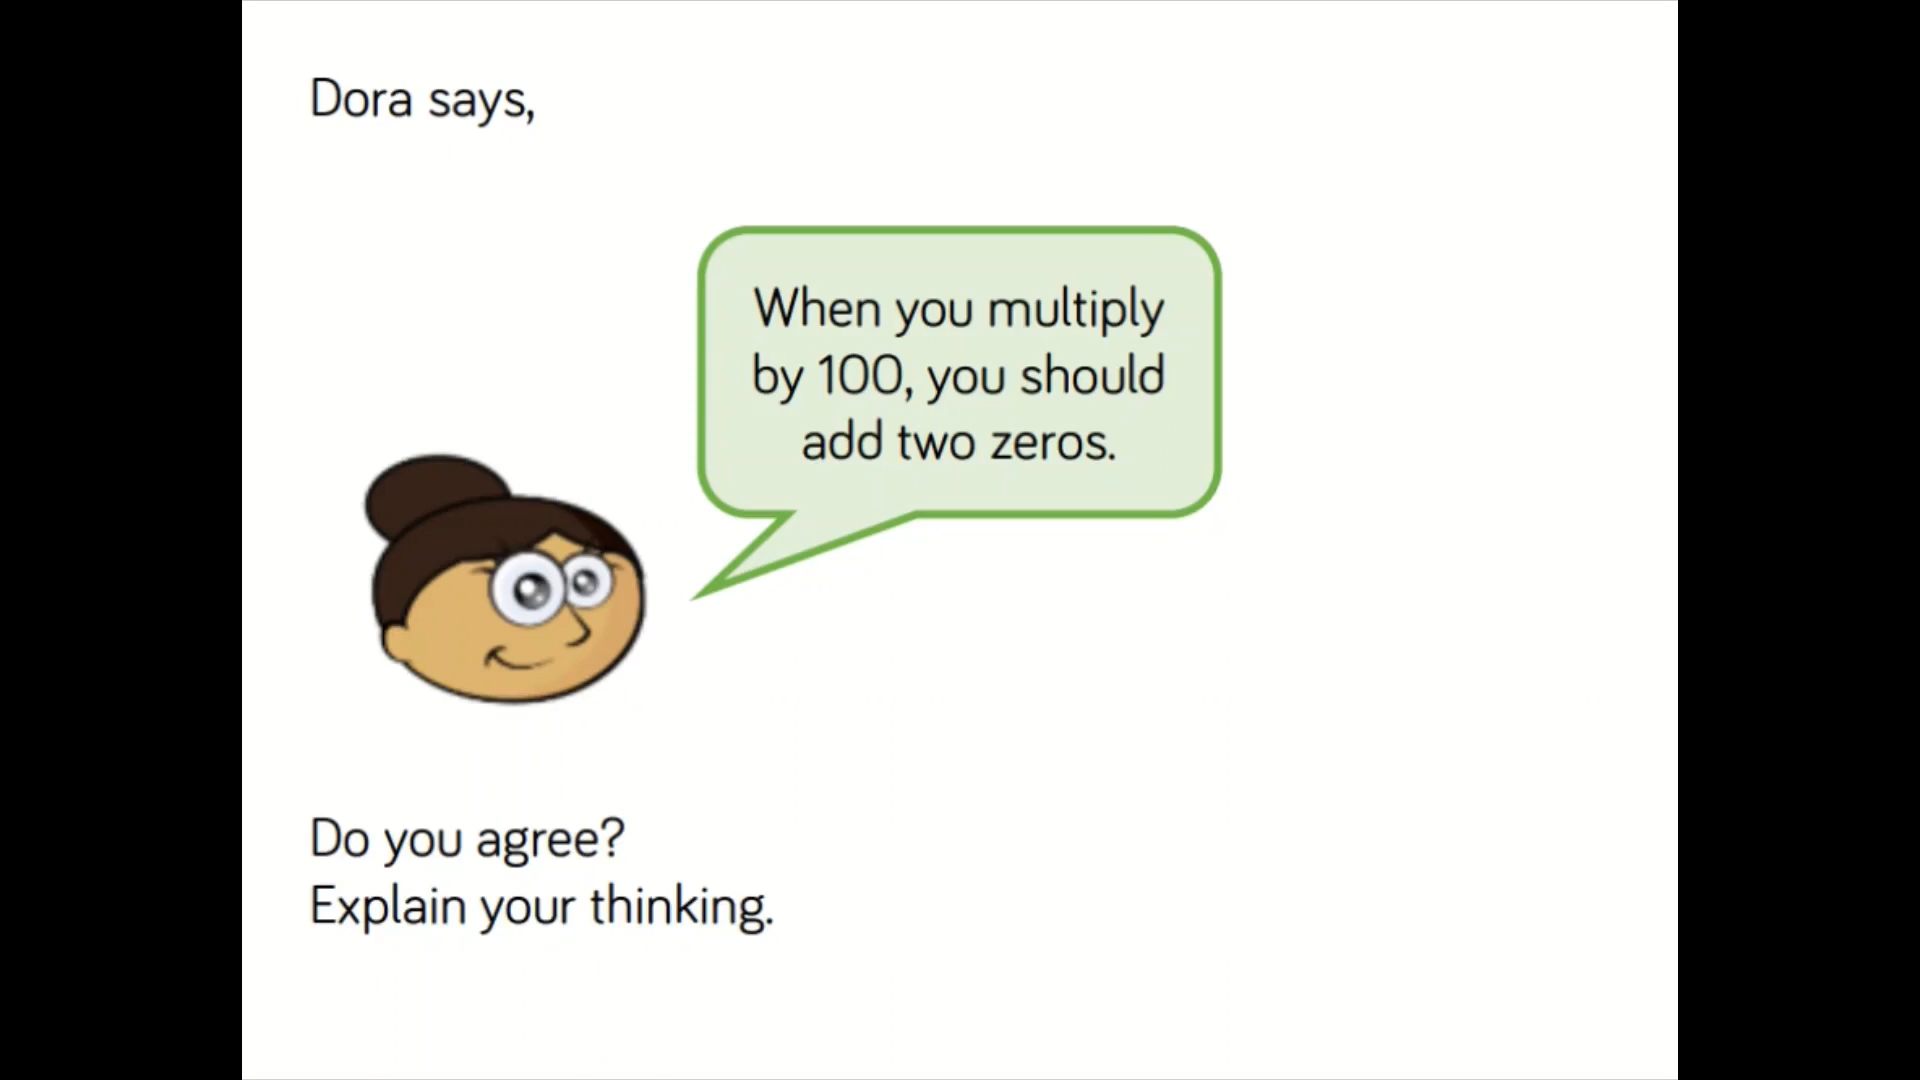 Dora says,
When you multiply
by 100, you should
add two zeros.
Do you agree?
Explain your thinking.